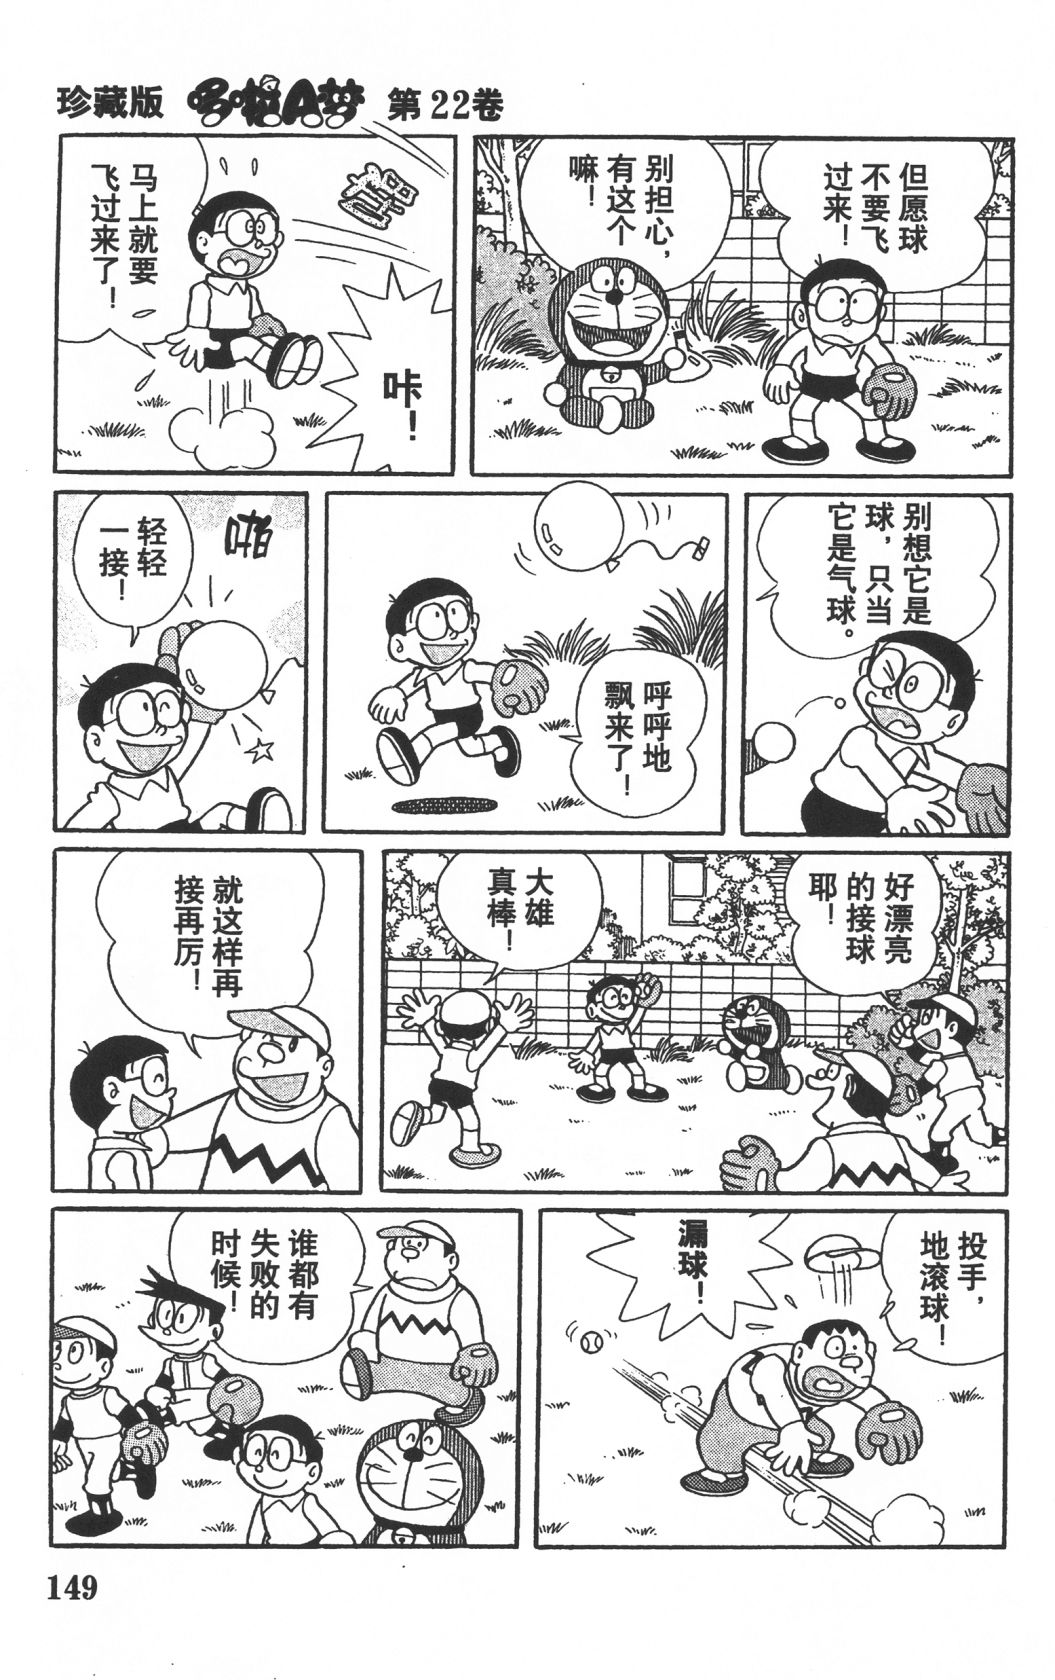 珍藏版 哆啦A梦 第22卷
但愿球
不要飞
过来！
别担心，
有这个
嘛！
咔！
马上就要
飞过来了！
别想它是
球，只当
它是气球。
呼呼地
飘来了！
啪
轻轻
一接！
好漂亮
的接球
耶！
大雄
真棒！
就这样再
接再厉！
投手，
地滚球！
漏球！
谁都有
失败的
时候！
149